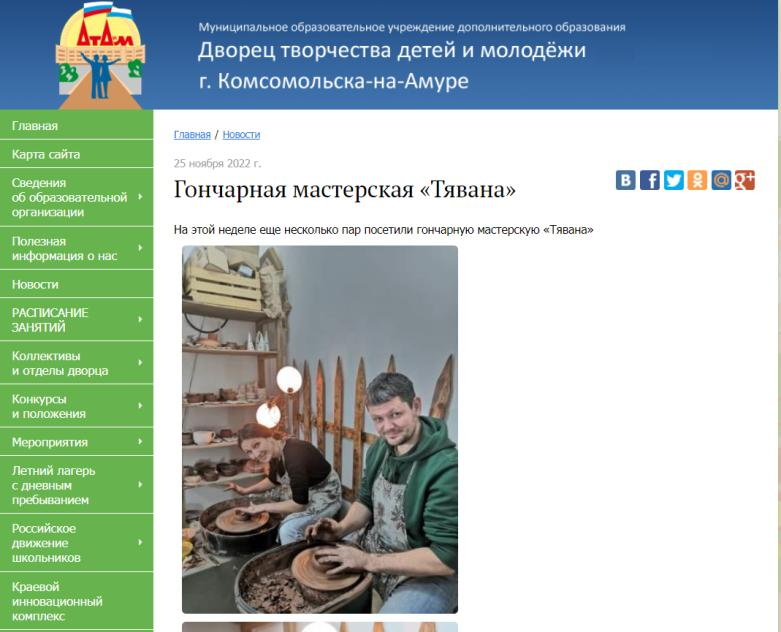 ДТДиМ
Муниципальное образовательное учреждение дополнительного образования
Дворец творчества детей и молодёжи
г. Комсомольска-на-Амуре
Главная
Карта сайта
Сведения
об образовательной
организации
Полезная
информация о нас
Новости
РАСПИСАНИЕ
ЗАНЯТИЙ
Коллективы
и отделы дворца
Конкурсы
и положения
Мероприятия
Летний лагерь
с дневным
пребыванием
Российское
движение
школьников
Краевой
инновационный
комплекс
Главная / Новости
25 ноября 2022 г.
Гончарная мастерская «Тявана»
На этой неделе еще несколько пар посетили гончарную мастерскую «Тявана»